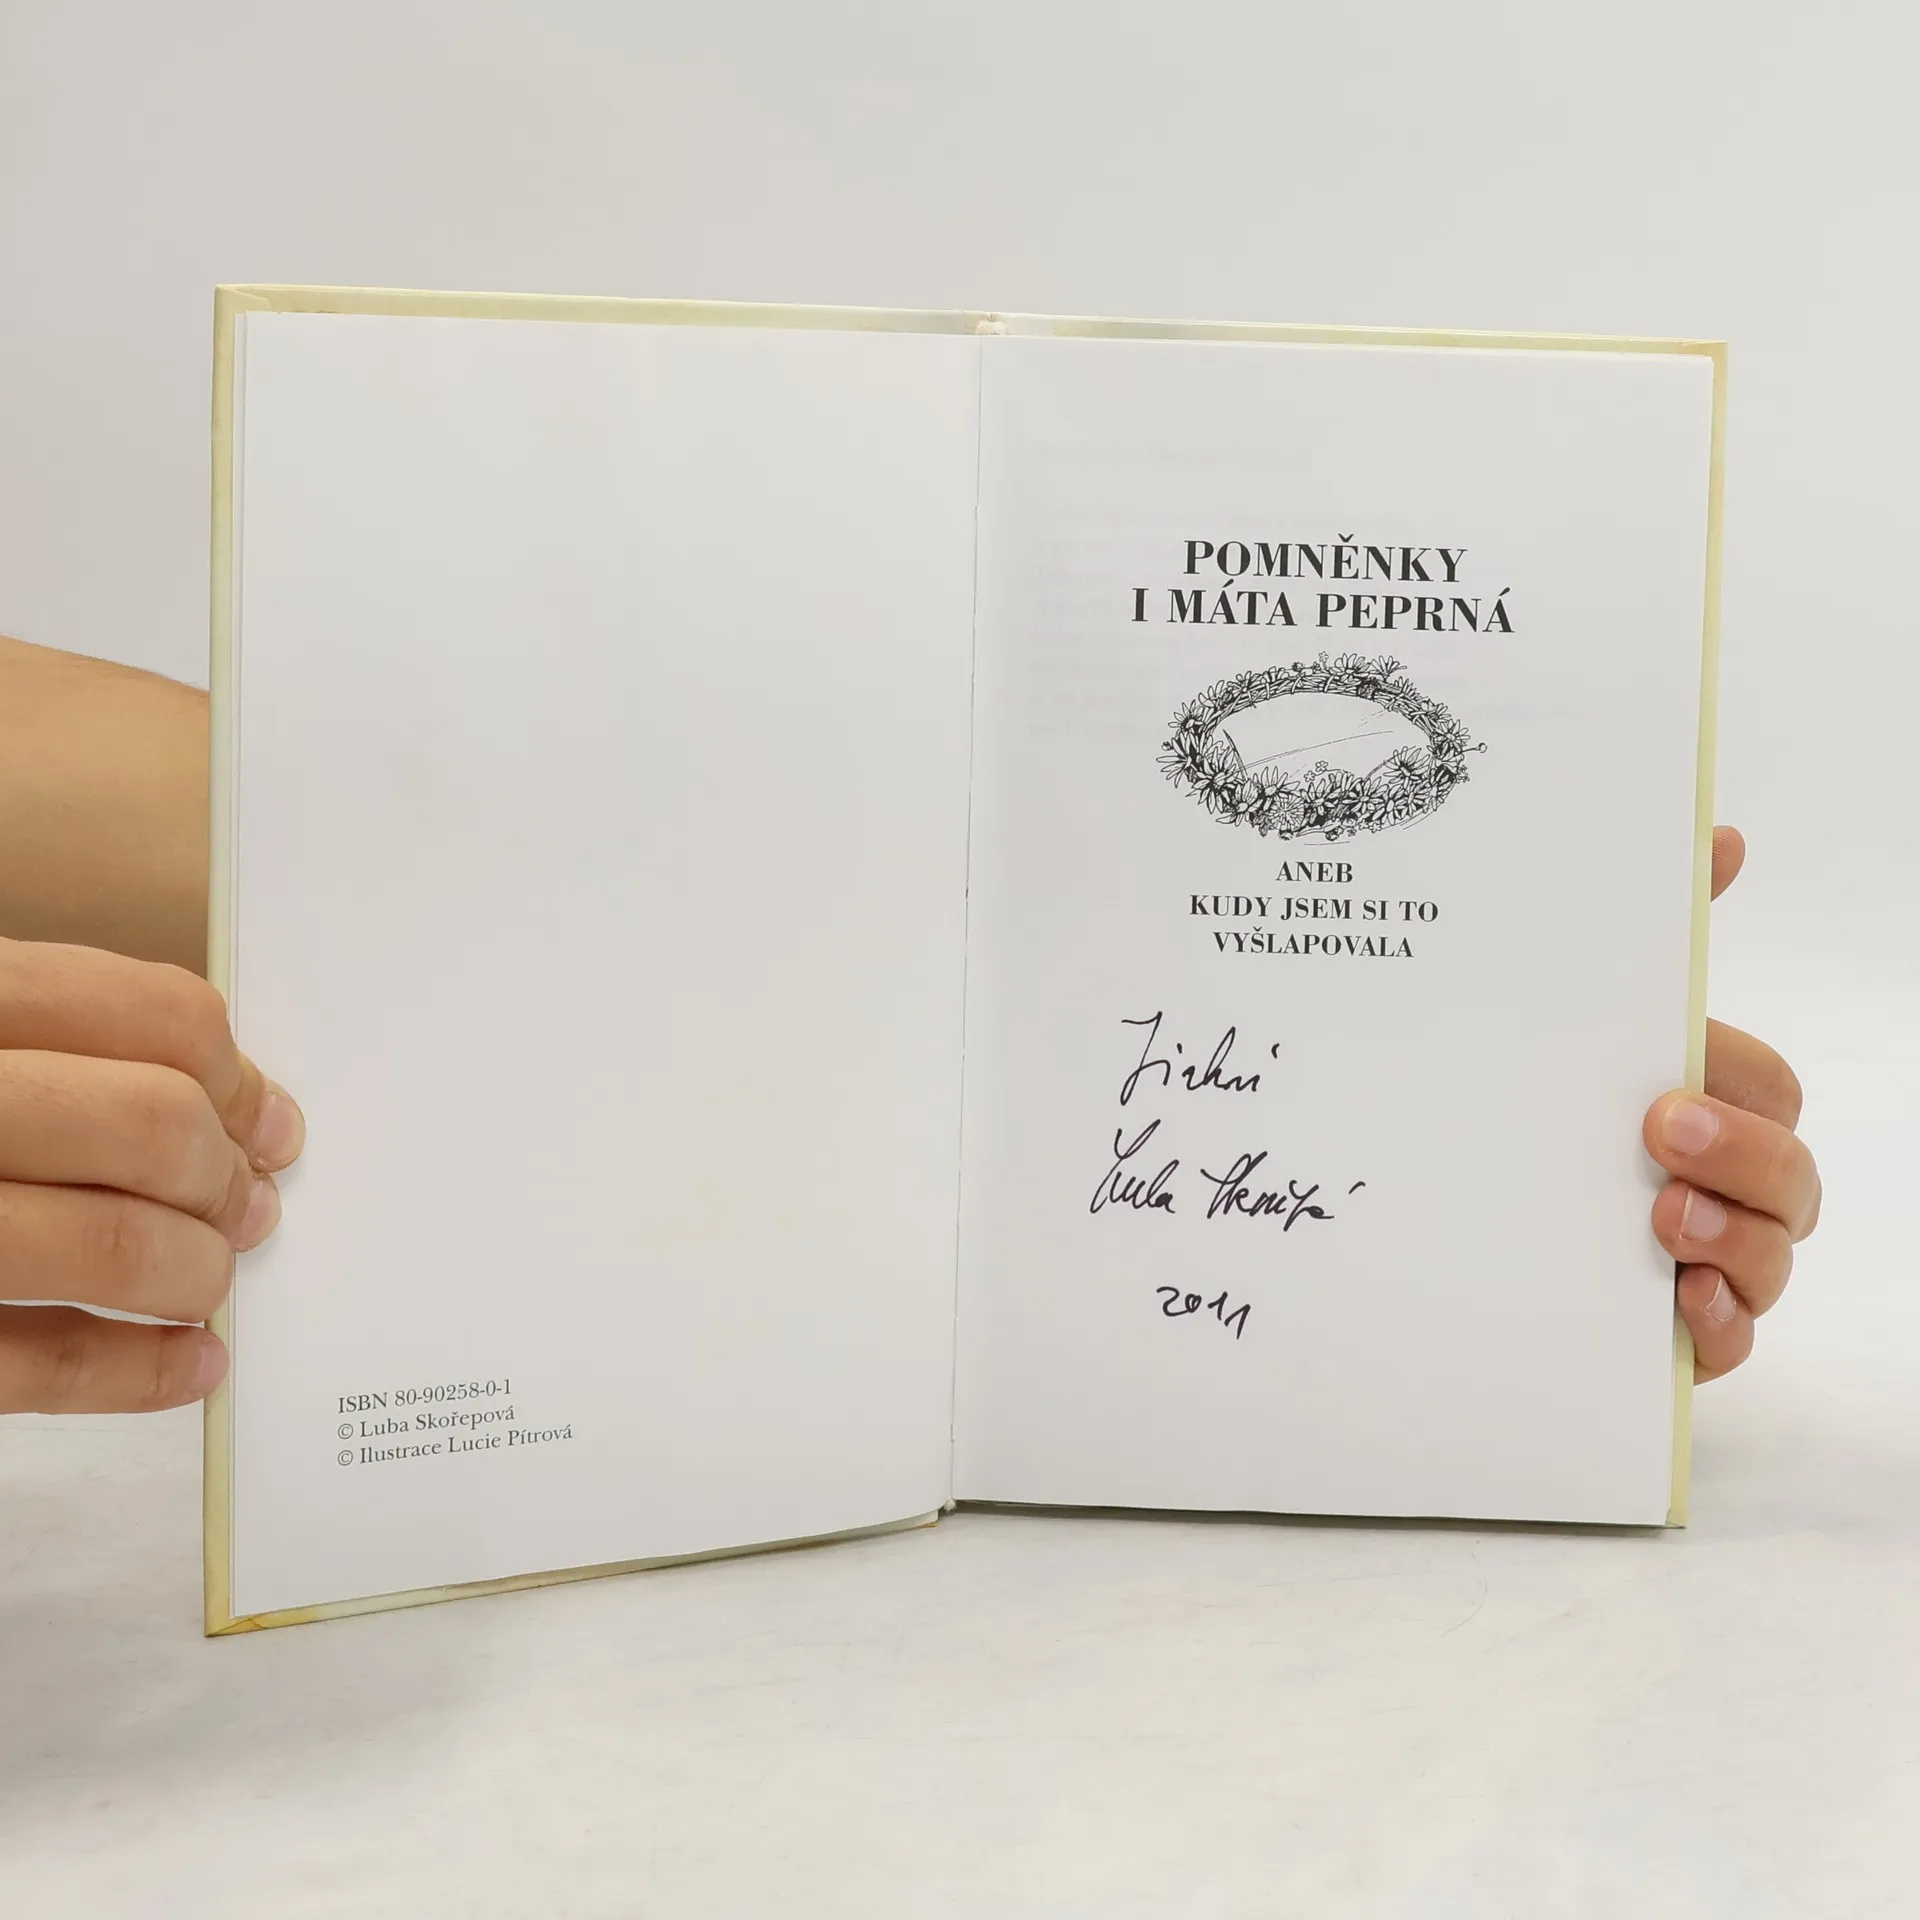 ISBN 80-90258-0-1
© Luba Skořepová
© Ilustrace Lucie Pítrová
POMNĚNKY
I MÁTA PEPRNÁ
ANEB
KUDY JSEM SI TO
VYŠLAPOVALA
Luba
2011